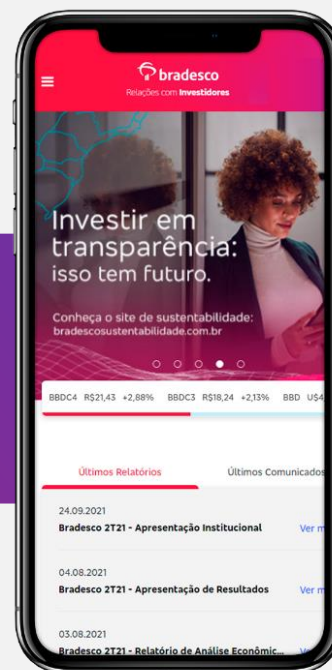 bradesco
Relações com Investidores
Investir em
transparência:
isso tem futuro.
Conheça o site de sustentabilidade:
bradescosustentabilidade.com.br
BBDC4 R$21,43 +2,88% BBDC3 R$18,24 +2,13% BBD U$4
Últimos Relatórios Últimos Comunicados
24.09.2021
Bradesco 2T21 - Apresentação Institucional Ver m
04.08.2021
Bradesco 2T21 - Apresentação de Resultados Ver m
03.08.2021
Bradesco 2T21 - Relatório de Análise Econômic... Ve